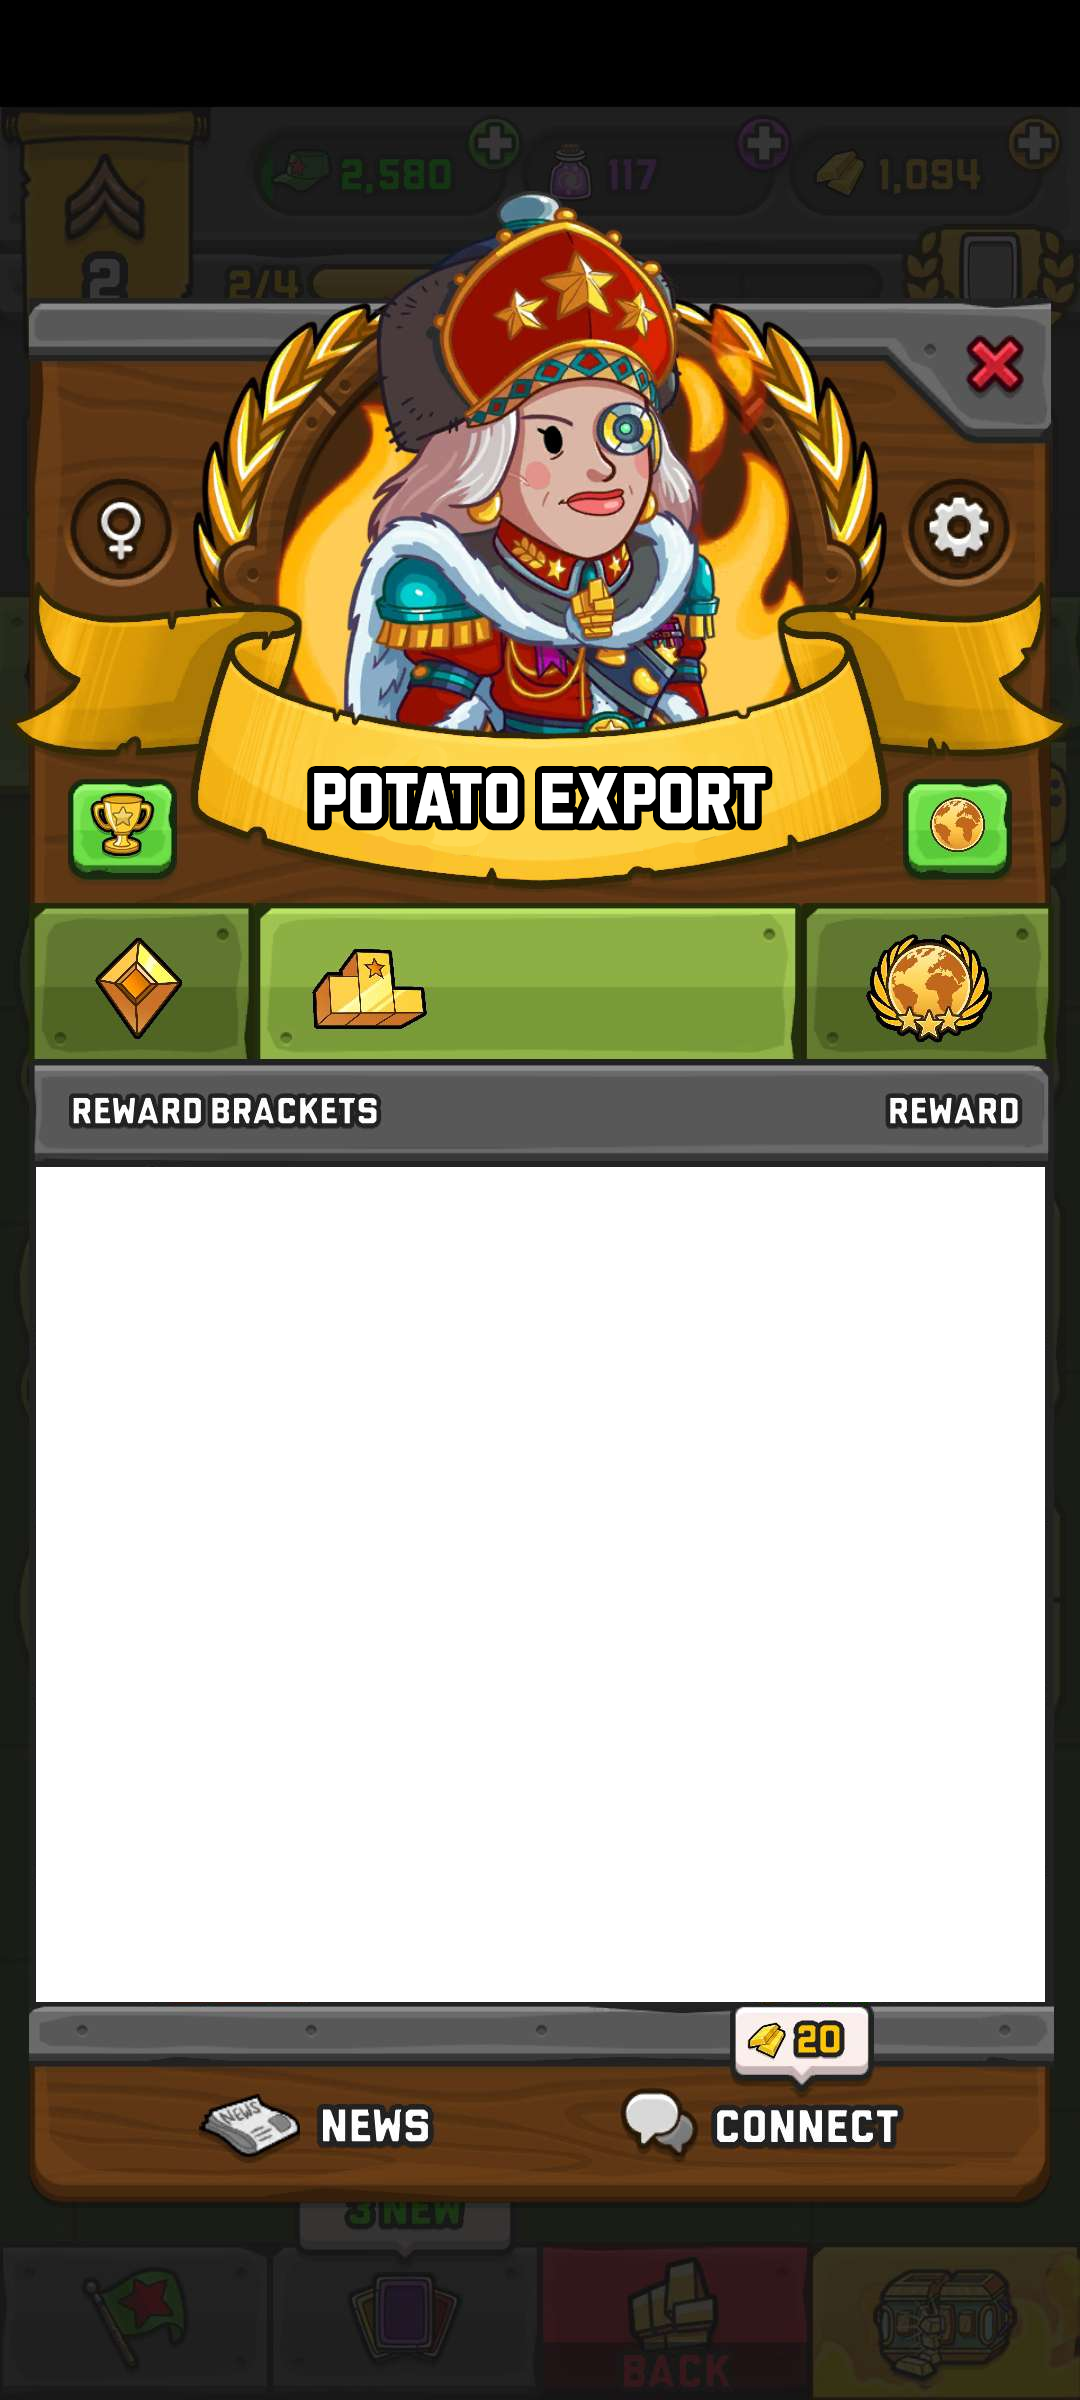 2,580
117
1,094
2
2/4
POTATO EXPORT
REWARD BRACKETS
REWARD
20
NEWS
NEWS
CONNECT
3 NEW
BACK